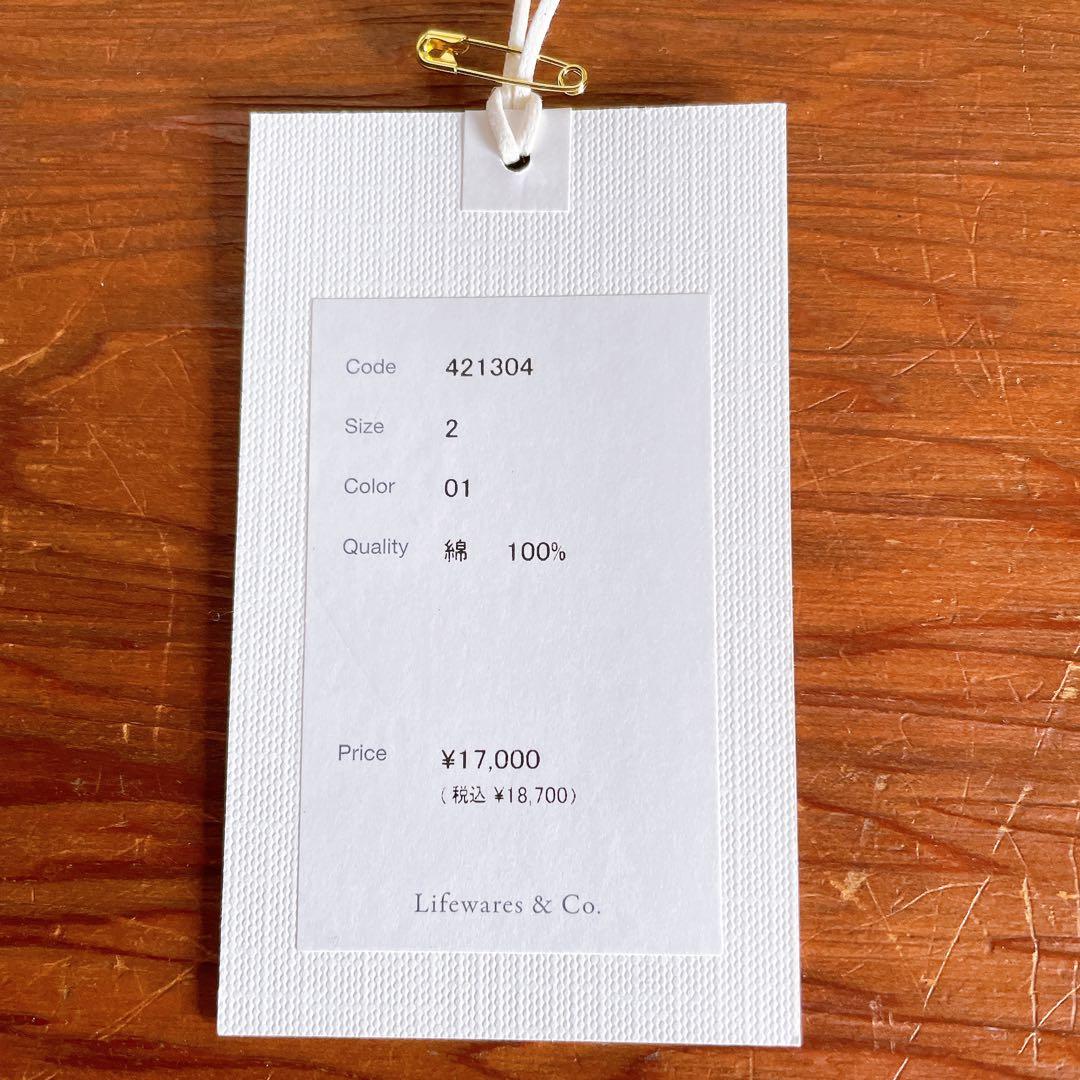 Code 421304
Size 2
Color 01
Quality 綿 100%
Price ¥17,000
(税込 ¥18,700)
Lifewares & Co.